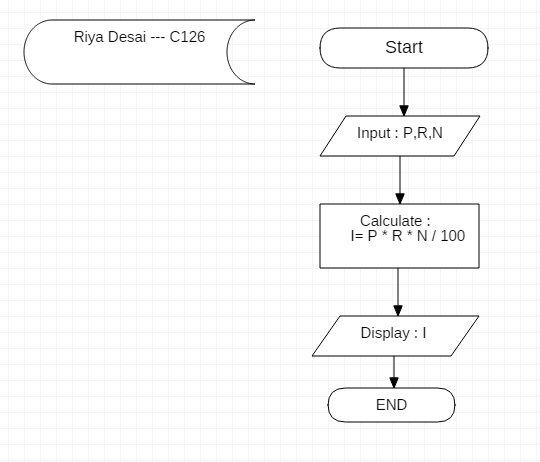 Riya Desai --- C126
Start
Input : P,R,N
Calculate :
I= P * R * N / 100
Display : I
END